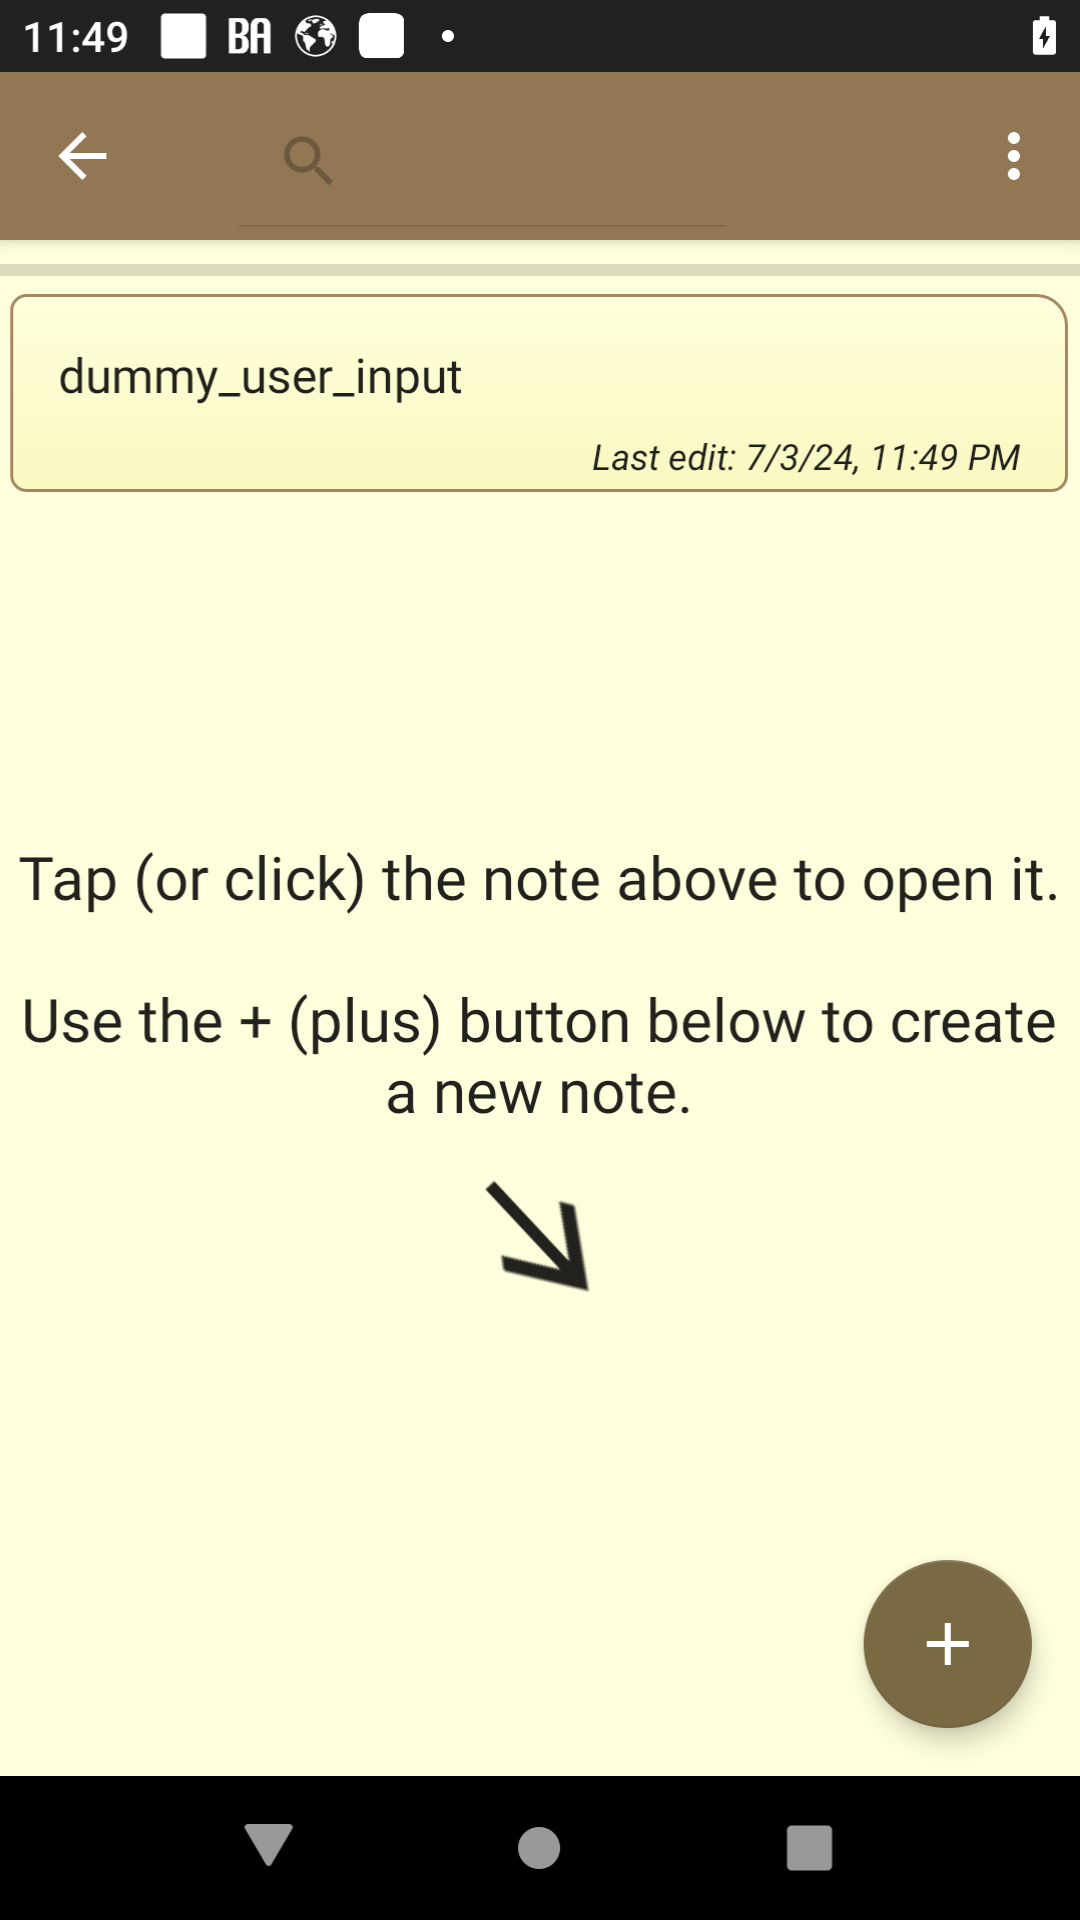 11:49 BA
dummy_user_input
Last edit: 7/3/24, 11:49 PM
Tap (or click) the note above to open it.
Use the + (plus) button below to create
a new note.